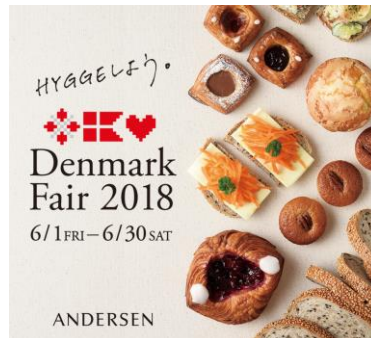 HYGGEしよう。
Denmark
Fair 2018
6/1 FRI – 6/30 SAT
ANDERSEN